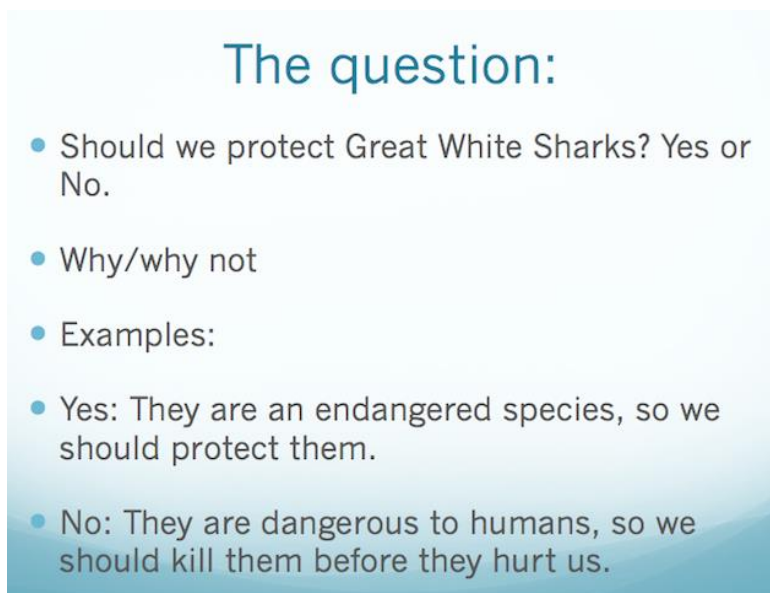 The question:
Should we protect Great White Sharks? Yes or
No.
Why/why not
Examples:
Yes: They are an endangered species, so we
should protect them.
No: They are dangerous to humans, so we
should kill them before they hurt us.